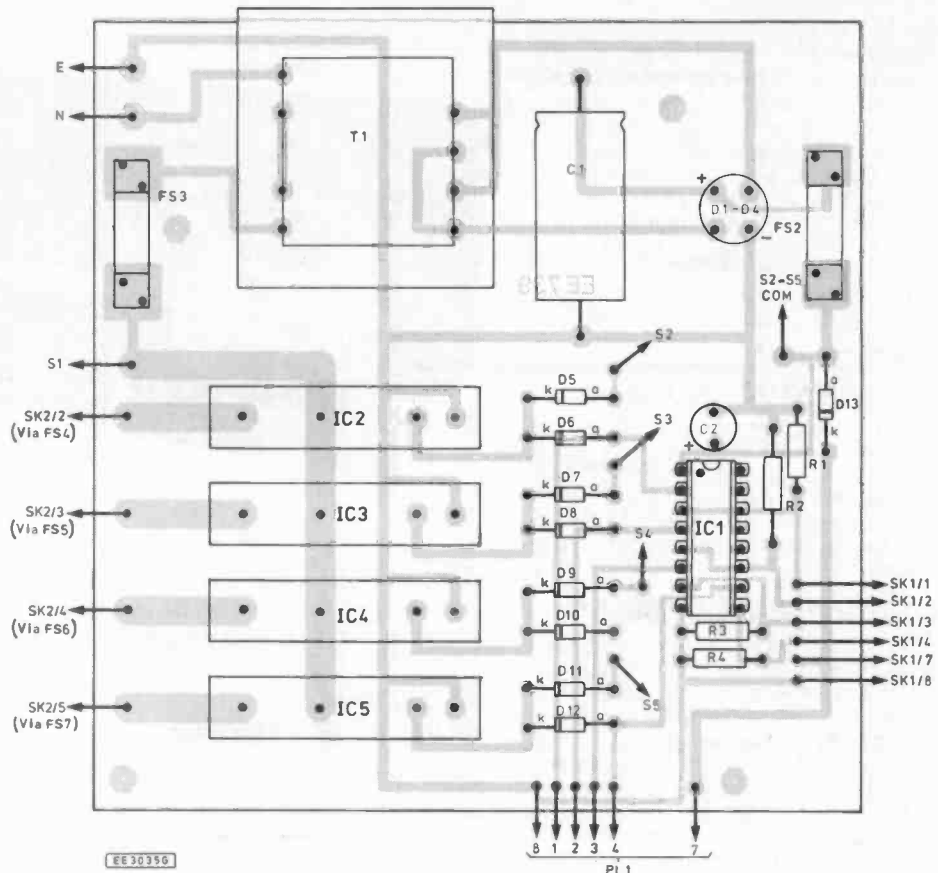 E
N
T1
C1
FS3
+
D1-D4
-
FS2
S2-S5
COM
S1
S2
SK2/2
(Via FS4)
IC2
k
D5
a
k
D6
a
S3
C2
+
R1
a
D13
k
SK2/3
(Via FS5)
IC3
k
D7
a
k
D8
a
S4
IC1
R2
SK2/4
(Via FS6)
IC4
k
D9
a
k
D10
a
R3
R4
SK1/1
SK1/2
SK1/3
SK1/4
SK1/7
SK1/8
SK2/5
(Via FS7)
IC5
k
D11
a
k
D12
a
S5
8 1 2 3 4 7
PL1
EE3035G